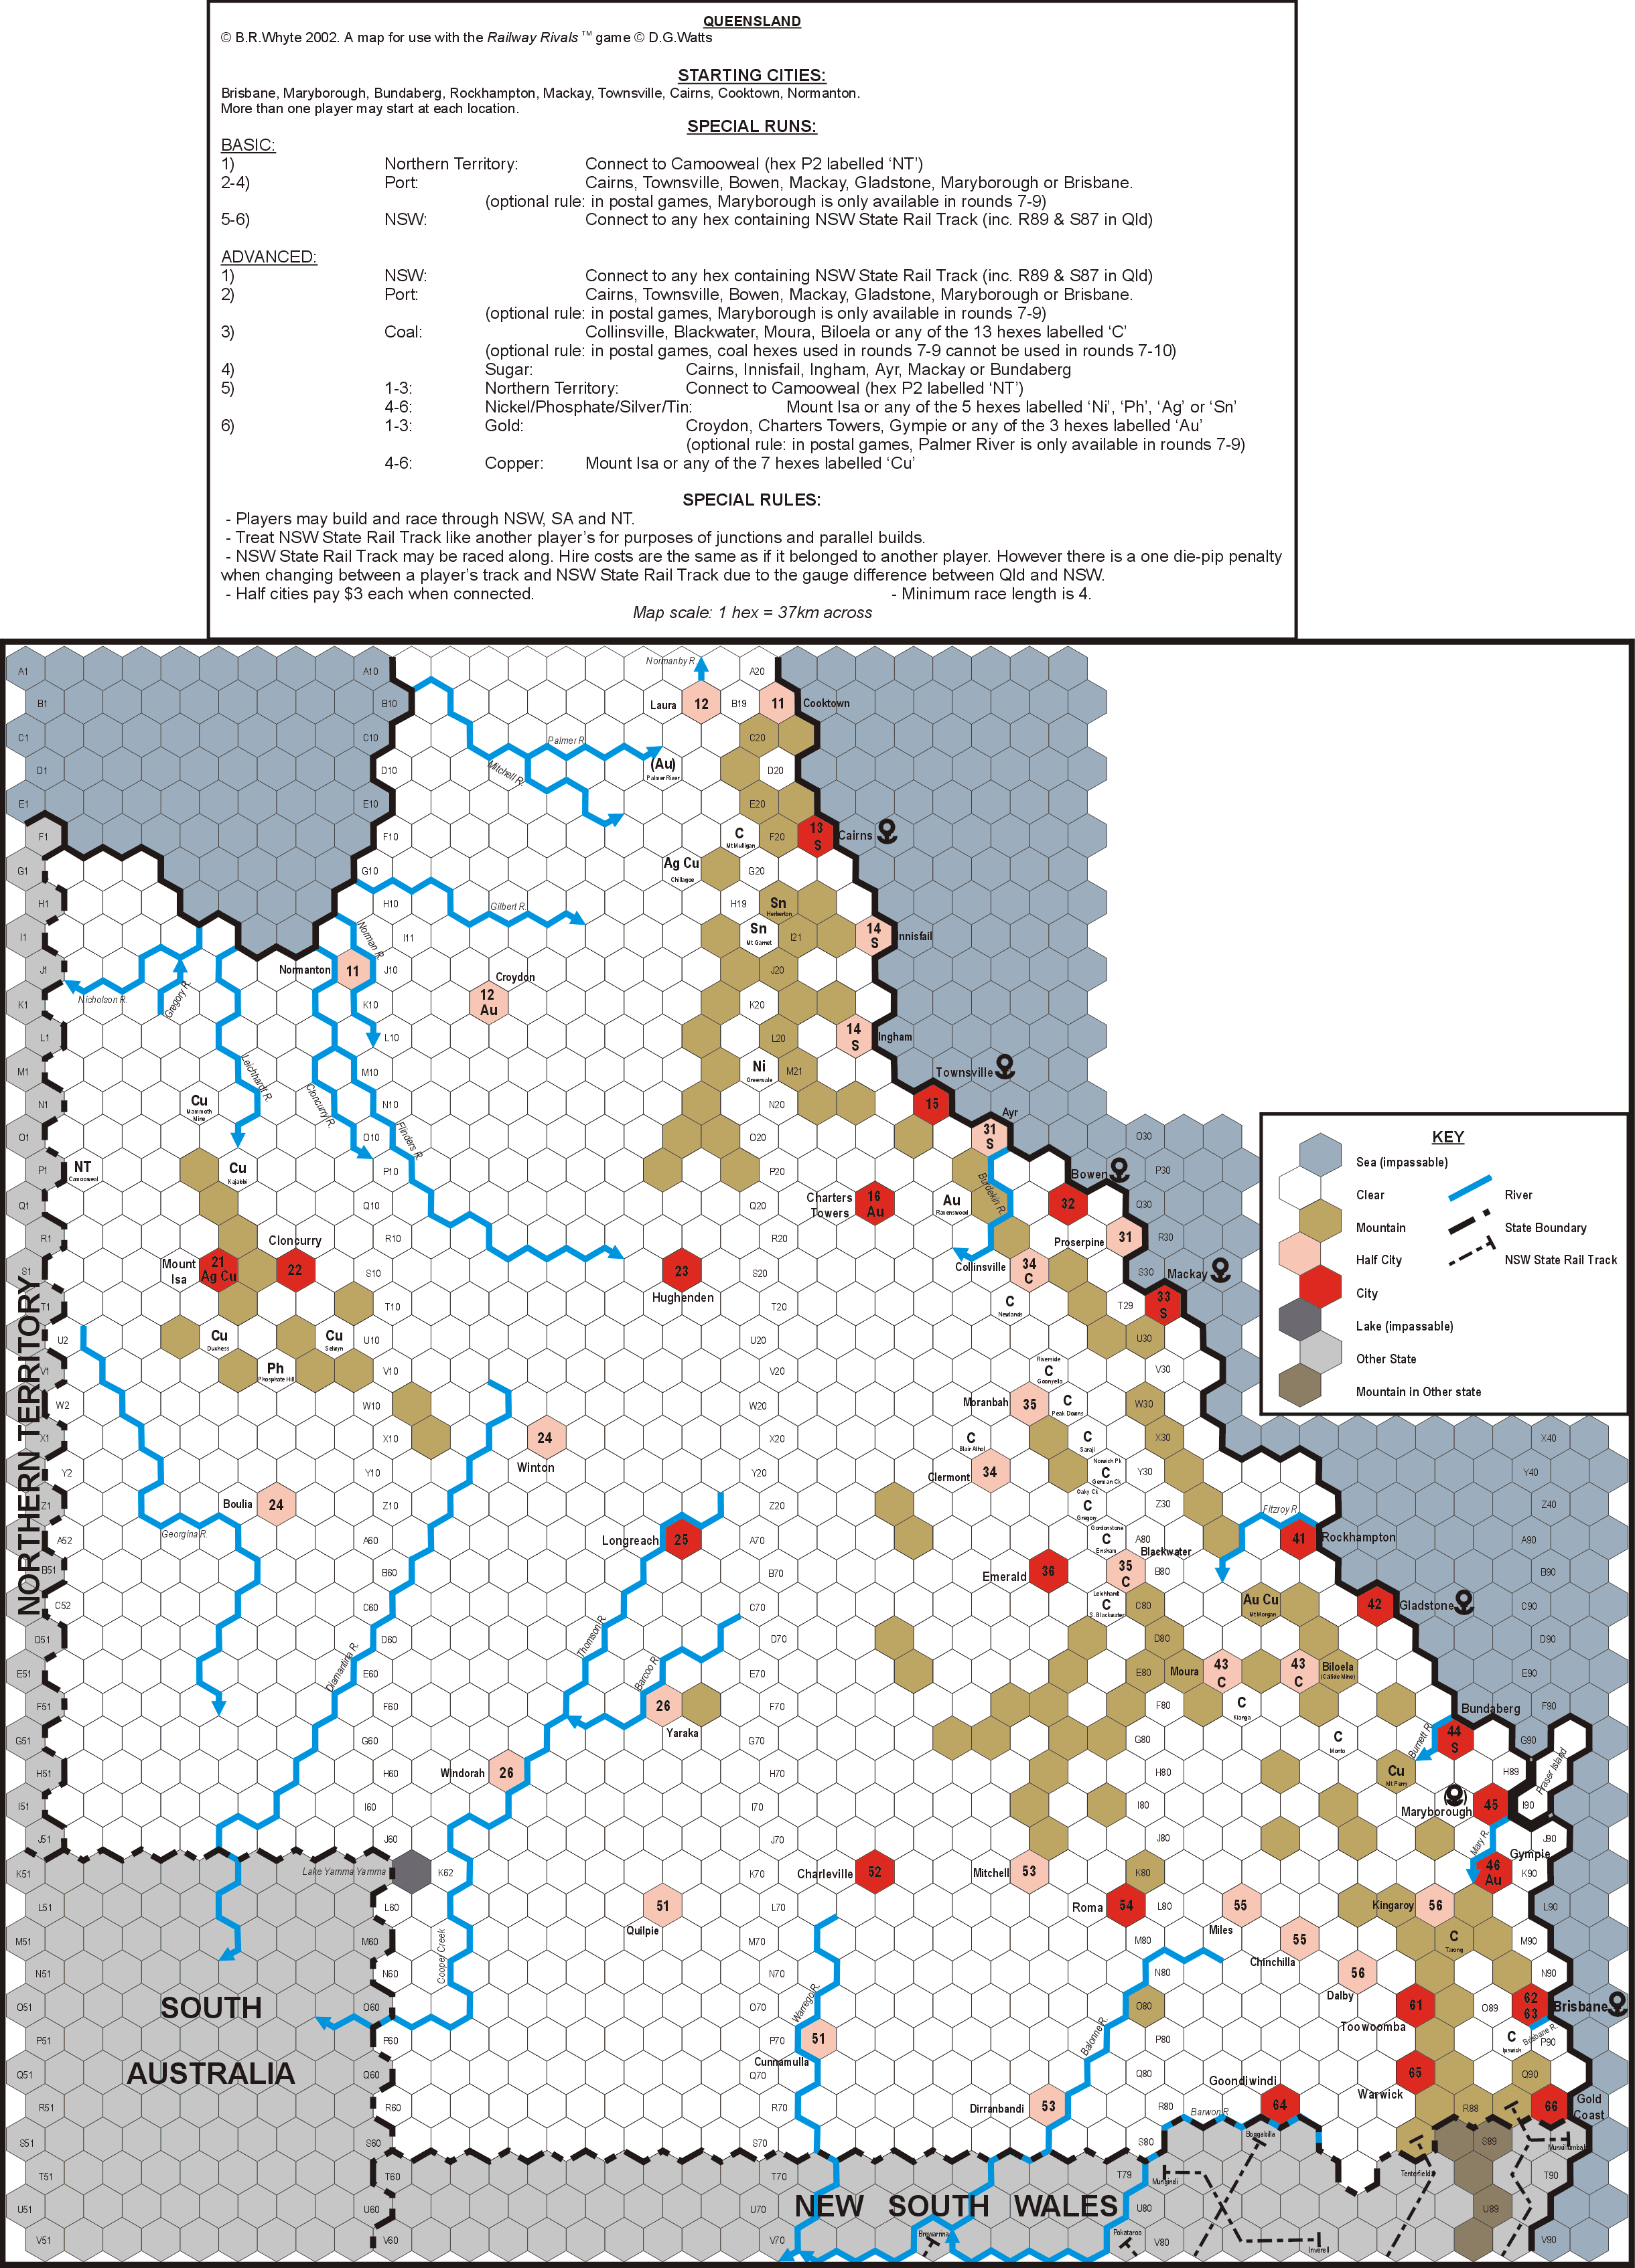 QUEENSLAND
© B.R.Whyte 2002. A map for use with the Railway Rivals ™ game © D.G.Watts
STARTING CITIES:
Brisbane, Maryborough, Bundaberg, Rockhampton, Mackay, Townsville, Cairns, Cooktown, Normanton.
More than one player may start at each location.
SPECIAL RUNS:
BASIC:
1) Northern Territory: Connect to Camooweal (hex P2 labelled ‘NT’)
2-4) Port: Cairns, Townsville, Bowen, Mackay, Gladstone, Maryborough or Brisbane.
(optional rule: in postal games, Maryborough is only available in rounds 7-9)
5-6) NSW: Connect to any hex containing NSW State Rail Track (inc. R89 & S87 in Qld)
ADVANCED:
1) NSW: Connect to any hex containing NSW State Rail Track (inc. R89 & S87 in Qld)
2) Port: Cairns, Townsville, Bowen, Mackay, Gladstone, Maryborough or Brisbane.
(optional rule: in postal games, Maryborough is only available in rounds 7-9)
3) Coal: Collinsville, Blackwater, Moura, Biloela or any of the 13 hexes labelled ‘C’
(optional rule: in postal games, coal hexes used in rounds 7-9 cannot be used in rounds 7-10)
4) Sugar: Cairns, Innisfail, Ingham, Ayr, Mackay or Bundaberg
5) 1-3: Northern Territory: Connect to Camooweal (hex P2 labelled ‘NT’)
4-6: Nickel/Phosphate/Silver/Tin: Mount Isa or any of the 5 hexes labelled ‘Ni’, ‘Ph’, ‘Ag’ or ‘Sn’
6) 1-3: Gold: Croydon, Charters Towers, Gympie or any of the 3 hexes labelled ‘Au’
(optional rule: in postal games, Palmer River is only available in rounds 7-9)
4-6: Copper: Mount Isa or any of the 7 hexes labelled ‘Cu’
SPECIAL RULES:
- Players may build and race through NSW, SA and NT.
- Treat NSW State Rail Track like another player’s for purposes of junctions and parallel builds.
- NSW State Rail Track may be raced along. Hire costs are the same as if it belonged to another player. However there is a one die-pip penalty
when changing between a player’s track and NSW State Rail Track due to the gauge difference between Qld and NSW.
- Half cities pay $3 each when connected. - Minimum race length is 4.
Map scale: 1 hex = 37km across
A1 A10 Normanby R. A20
B1 B10 Laura 12 B19 11 Cooktown
C1 C10 Palmer R. C20
D1 D10 Mitchell R. (Au) Palmer River D20
E1 E10 E20
F1 F10 C Mt Mulligan F20 13 S Cairns
G1 G10 Ag Cu Chillagoe G20
H1 H10 Gilbert R. H19 Sn Herberton
I1 Norman R. I11 Sn Mt Garnet I21 14 S Innisfail
J1 Normanton 11 J10 Croydon J20
Nicholson R. Gregory R.
K1 K10 12 Au K20
L1 L10 L20 14 S Ingham
M1 Leichhardt R. M10 Ni Greenvale M21 Townsville
N1 Cu Mammoth Mine Cloncurry R. N10 N20 15 Ayr
O1 O10 Flinders R. O20 31 S O30
P1 NT Camooweal Cu Kajabbi P10 P20 Burdekin R. Bowen P30
Q1 Q10 Q20 Charters Towers 16 Au Au Ravenswood 32 Q30
R1 Cloncurry R10 R20 Proserpine 31 R30
S1 Mount Isa 21 Ag Cu 22 S10 23 Hughenden S20 Collinsville 34 C S30 Mackay
T1 T10 T20 C Newlands T29 33 S
U2 Cu Duchess Cu Selwyn U10 U20 U30
V1 Ph Phosphate Hill V10 V20 Riverside C Goonyella V30
W2 W10 W20 Moranbah 35 C Peak Downs W30
X1 X10 24 Winton X20 C Blair Athol C Saraji X30 X40
Y2 Y10 Y20 Clermont 34 Norwich Pk C German Ck Oaky Ck Y30 Y40
Z1 Boulia 24 Z10 Z20 C Gregory Z30 Fitzroy R. Z40
A52 Georgina R. A60 Longreach 25 A70 Gordonstone C Ensham A80 41 Rockhampton A90
B51 B60 B70 Emerald 36 Blackwater 35 C B80 B90
C52 C60 C70 Leichhardt C S. Blackwater C80 Au Cu Mt Morgan 42 Gladstone C90
D51 D60 Thomson R. D70 D80 D90
E51 Diamantina R. E60 Barcoo R. E70 E80 Moura 43 C 43 C Biloela (Callide Mine) E90
F51 F60 26 Yaraka F70 F80 C Kianga Bundaberg F90
G51 G60 G70 G80 C Monto Burnett R. 44 S G90
H51 H60 Windorah 26 H70 H80 Cu Mt Perry H89 Fraser Island
I51 I60 I70 I80 Maryborough 45 I90
J51 J60 J70 J80 Mary R. J90
K51 Lake Yamma Yamma K62 K70 Charleville 52 Mitchell 53 K80 Gympie 46 Au K90
L51 L60 51 Quilpie L70 Roma 54 L80 55 Miles Kingaroy 56 L90
M51 M60 Cooper Creek M70 M80 55 Chinchilla C Tarong M90
N51 N60 N70 N80 56 Dalby N90
O51 O60 O70 Warrego R. O80 61 Toowoomba O89 62 63 Brisbane
P51 P60 P70 51 Cunnamulla Balonne R. P80 C Ipswich Brisbane R. P90
Q51 Q60 Q70 Q80 Goondiwindi 65 Warwick Q90
R51 R60 R70 Dirranbandi 53 R80 Barwon R. 64 R88 66 Gold Coast
S51 S60 S70 S80 Boggabilla S89 Murwillumbah
T51 T60 T70 T79 Mungindi Tenterfield T90
U51 U60 U70 U80 U89
V51 V60 V70 Brewarrina Pokataroo V80 Inverell V90
NORTHERN TERRITORY
SOUTH
AUSTRALIA
NEW SOUTH WALES
KEY
Sea (impassable)
Clear
Mountain
Half City
City
Lake (impassable)
Other State
Mountain in Other state
River
State Boundary
NSW State Rail Track